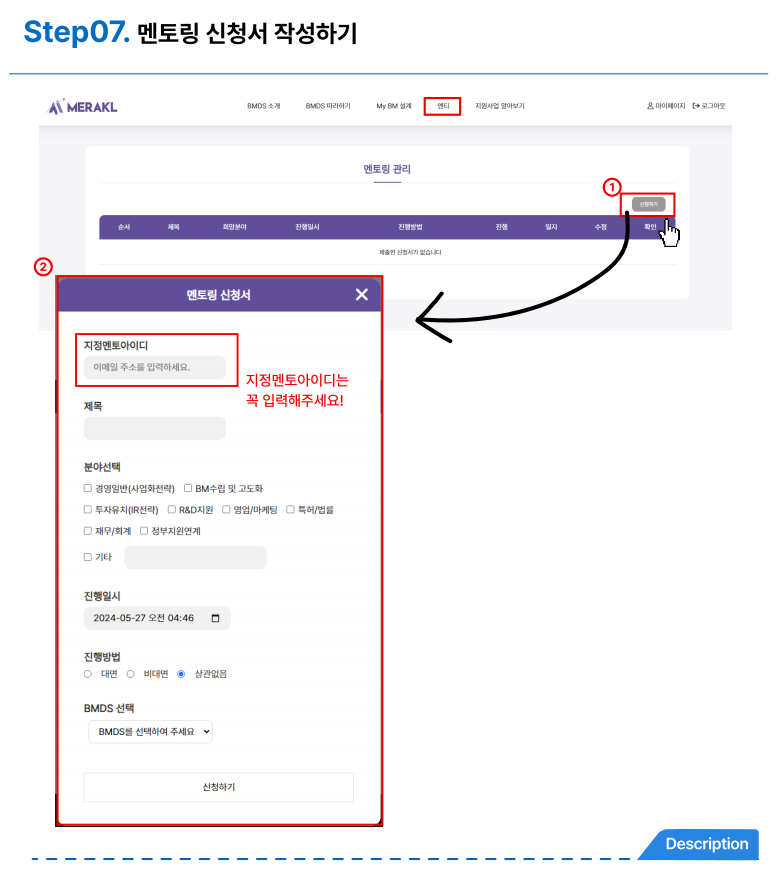 Step07. 멘토링 신청서 작성하기
MERAKL
BMDS 소개 BMDS 따라하기 My BM 설계 멘티 지원사업 알아보기 마이페이지 로그아웃
멘토링 관리
1
신청하기
순서 제목 희망분야 진행일시 진행방법 진행 일지 수정 확인
제출한 신청서가 없습니다
2
멘토링 신청서
지정멘토아이디
이메일 주소를 입력하세요.
지정멘토아이디는
꼭 입력해주세요!
제목
분야선택
경영일반(사업화전략) BM수립 및 고도화
투자유치(IR전략) R&D지원 영업/마케팅 특허/법률
재무/회계 정부지원연계
기타
진행일시
2024-05-27 오전 04:46
진행방법
대면 비대면 상관없음
BMDS 선택
BMDS를 선택하여 주세요
신청하기
Description